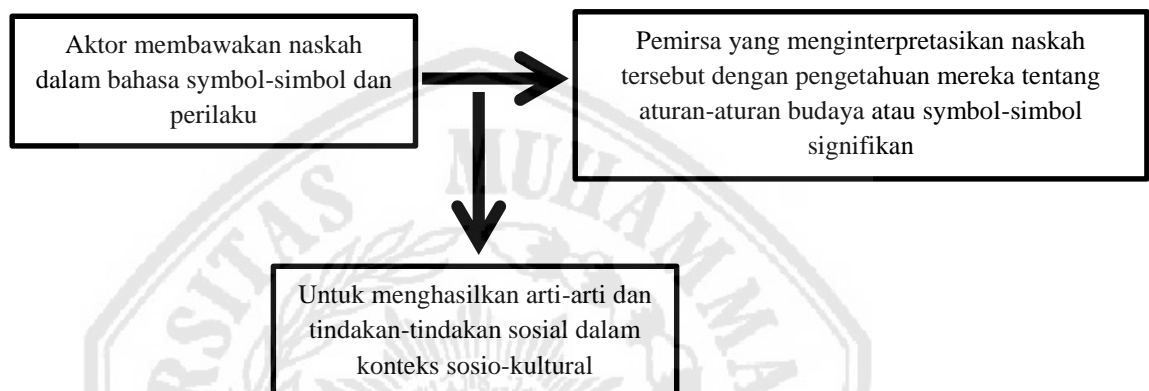 Aktor membawakan naskah
dalam bahasa symbol-simbol dan
perilaku
Pemirsa yang menginterpretasikan naskah
tersebut dengan pengetahuan mereka tentang
aturan-aturan budaya atau symbol-simbol
signifikan
Untuk menghasilkan arti-arti dan
tindakan-tindakan sosial dalam
konteks sosio-kultural